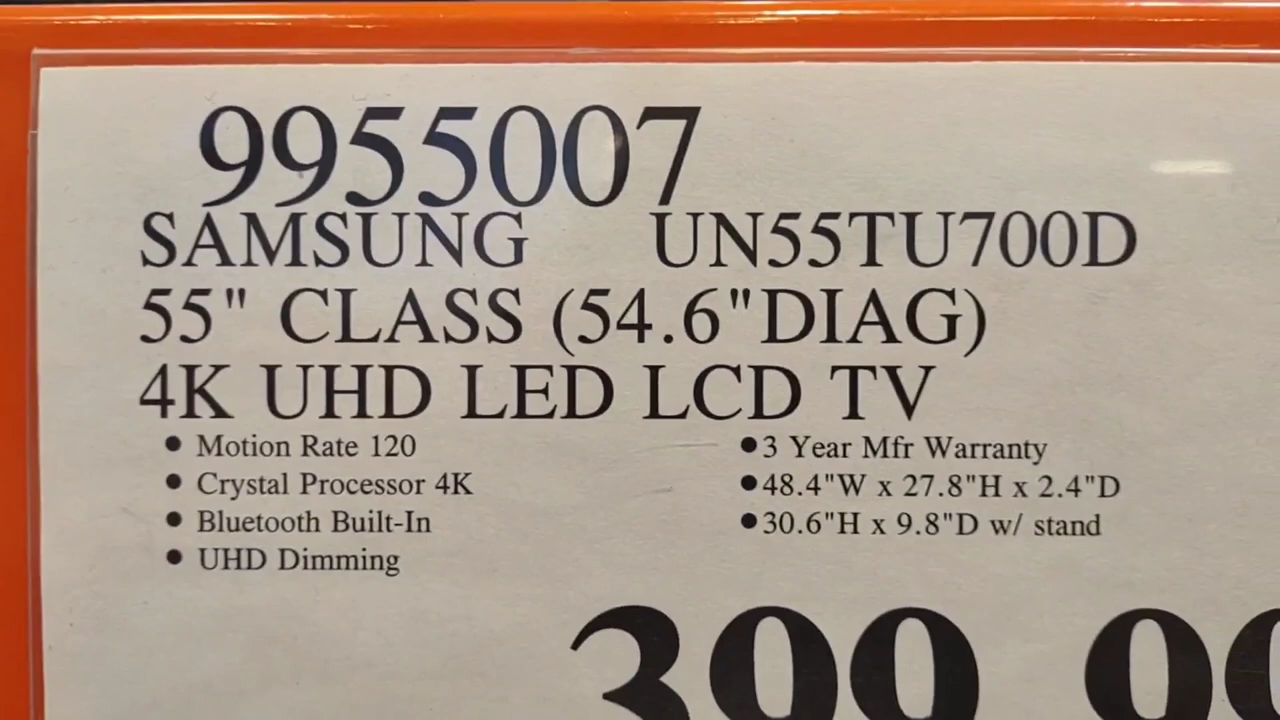 9955007
SAMSUNG UN55TU700D
55" CLASS (54.6"DIAG)
4K UHD LED LCD TV
• Motion Rate 120
• Crystal Processor 4K
• Bluetooth Built-In
• UHD Dimming
• 3 Year Mfr Warranty
• 48.4"W x 27.8"H x 2.4"D
• 30.6"H x 9.8"D w/ stand